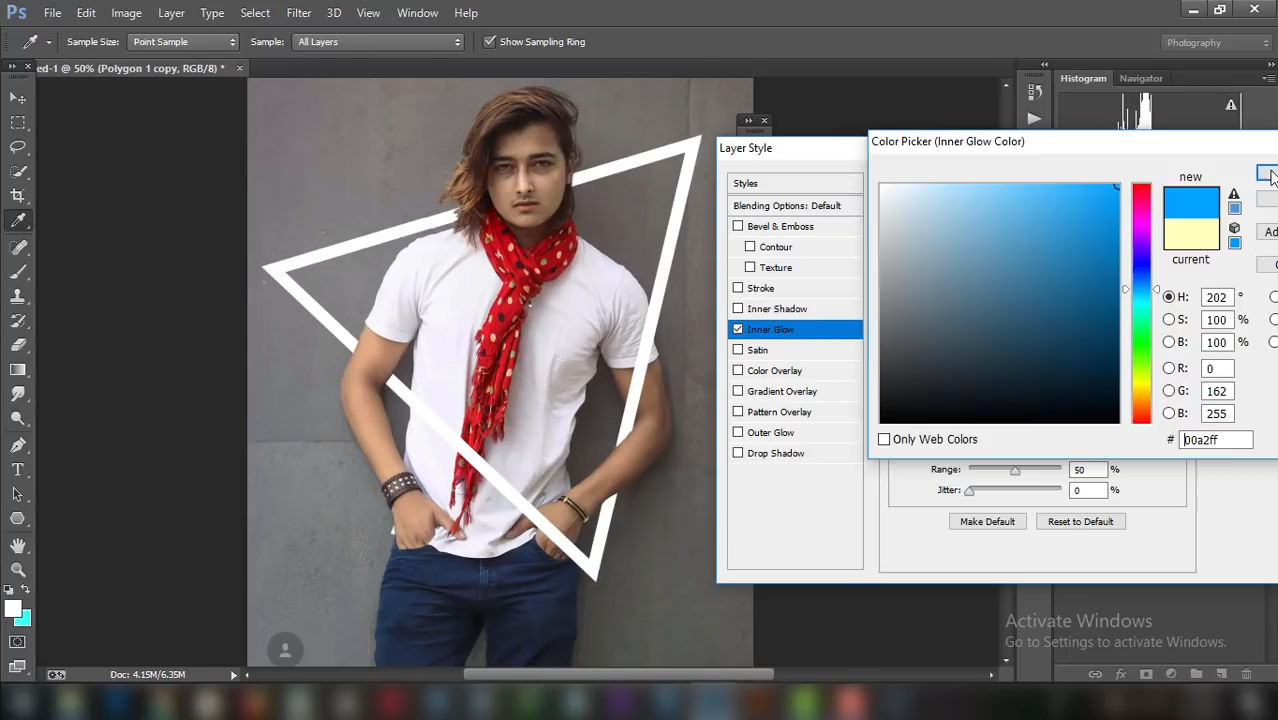 Ps File Edit Image Layer Type Select Filter 3D View Window Help
Sample Size: Point Sample Sample: All Layers Show Sampling Ring Photography
ed-1 @ 50% (Polygon 1 copy, RGB/8) *
Histogram Navigator
Layer Style
Styles
Blending Options: Default
Bevel & Emboss
Contour
Texture
Stroke
Inner Shadow
Inner Glow
Satin
Color Overlay
Gradient Overlay
Pattern Overlay
Outer Glow
Drop Shadow
Color Picker (Inner Glow Color)
new
current
Ad
H: 202 °
S: 100 %
B: 100 %
R: 0
G: 162
B: 255
# 00a2ff
Only Web Colors
Range: 50 %
Jitter: 0 %
Make Default Reset to Default
Activate Windows
Go to Settings to activate Windows.
Doc: 4.15M/6.35M
fx